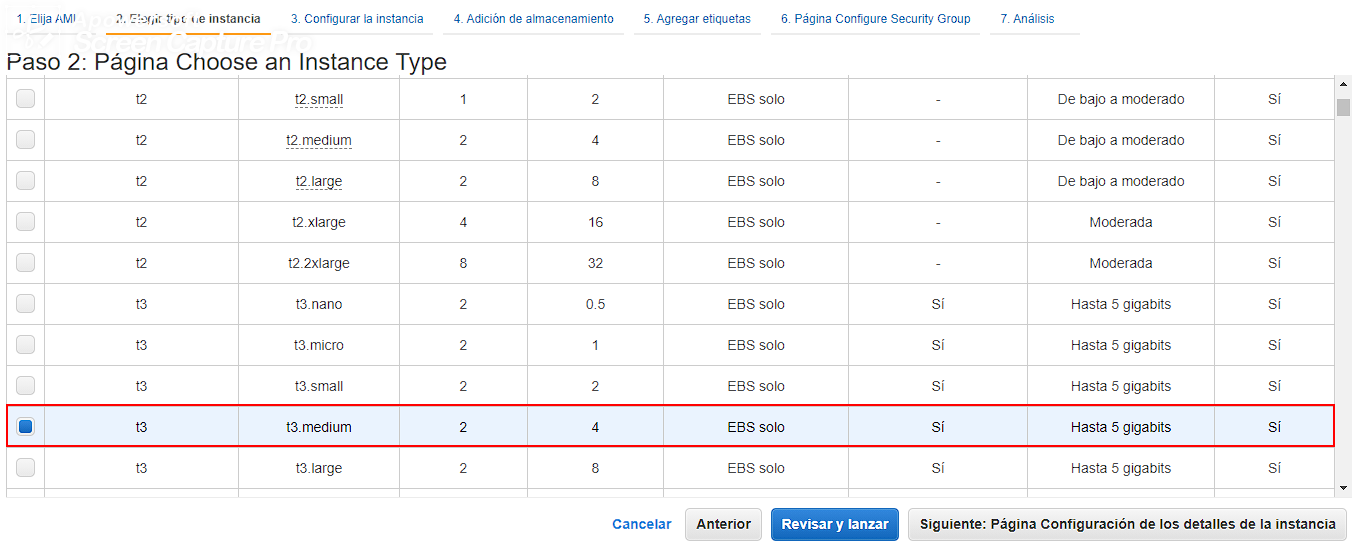 1. Elija AMI 2. Elegir tipo de instancia 3. Configurar la instancia 4. Adición de almacenamiento 5. Agregar etiquetas 6. Página Configure Security Group 7. Análisis
Screen Capture Pro
Paso 2: Página Choose an Instance Type
t2 t2.small 1 2 EBS solo - De bajo a moderado Sí
t2 t2.medium 2 4 EBS solo - De bajo a moderado Sí
t2 t2.large 2 8 EBS solo - De bajo a moderado Sí
t2 t2.xlarge 4 16 EBS solo - Moderada Sí
t2 t2.2xlarge 8 32 EBS solo - Moderada Sí
t3 t3.nano 2 0.5 EBS solo Sí Hasta 5 gigabits Sí
t3 t3.micro 2 1 EBS solo Sí Hasta 5 gigabits Sí
t3 t3.small 2 2 EBS solo Sí Hasta 5 gigabits Sí
t3 t3.medium 2 4 EBS solo Sí Hasta 5 gigabits Sí
t3 t3.large 2 8 EBS solo Sí Hasta 5 gigabits Sí
Cancelar Anterior Revisar y lanzar Siguiente: Página Configuración de los detalles de la instancia